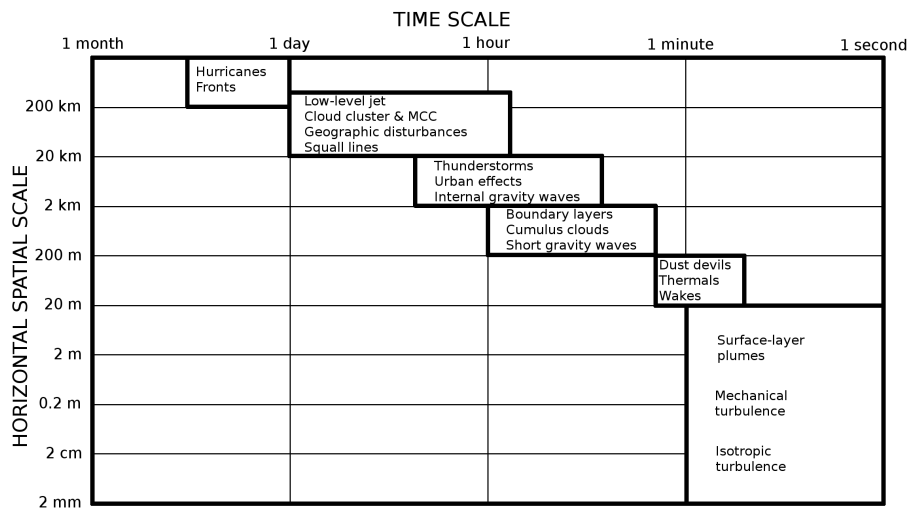 TIME SCALE
1 month 1 day 1 hour 1 minute 1 second
Hurricanes
Fronts
200 km
Low-level jet
Cloud cluster & MCC
Geographic disturbances
Squall lines
20 km
Thunderstorms
Urban effects
Internal gravity waves
2 km
Boundary layers
Cumulus clouds
Short gravity waves
200 m
Dust devils
Thermals
Wakes
20 m
Surface-layer
plumes
2 m
Mechanical
turbulence
0.2 m
Isotropic
turbulence
2 cm
2 mm
HORIZONTAL SPATIAL SCALE